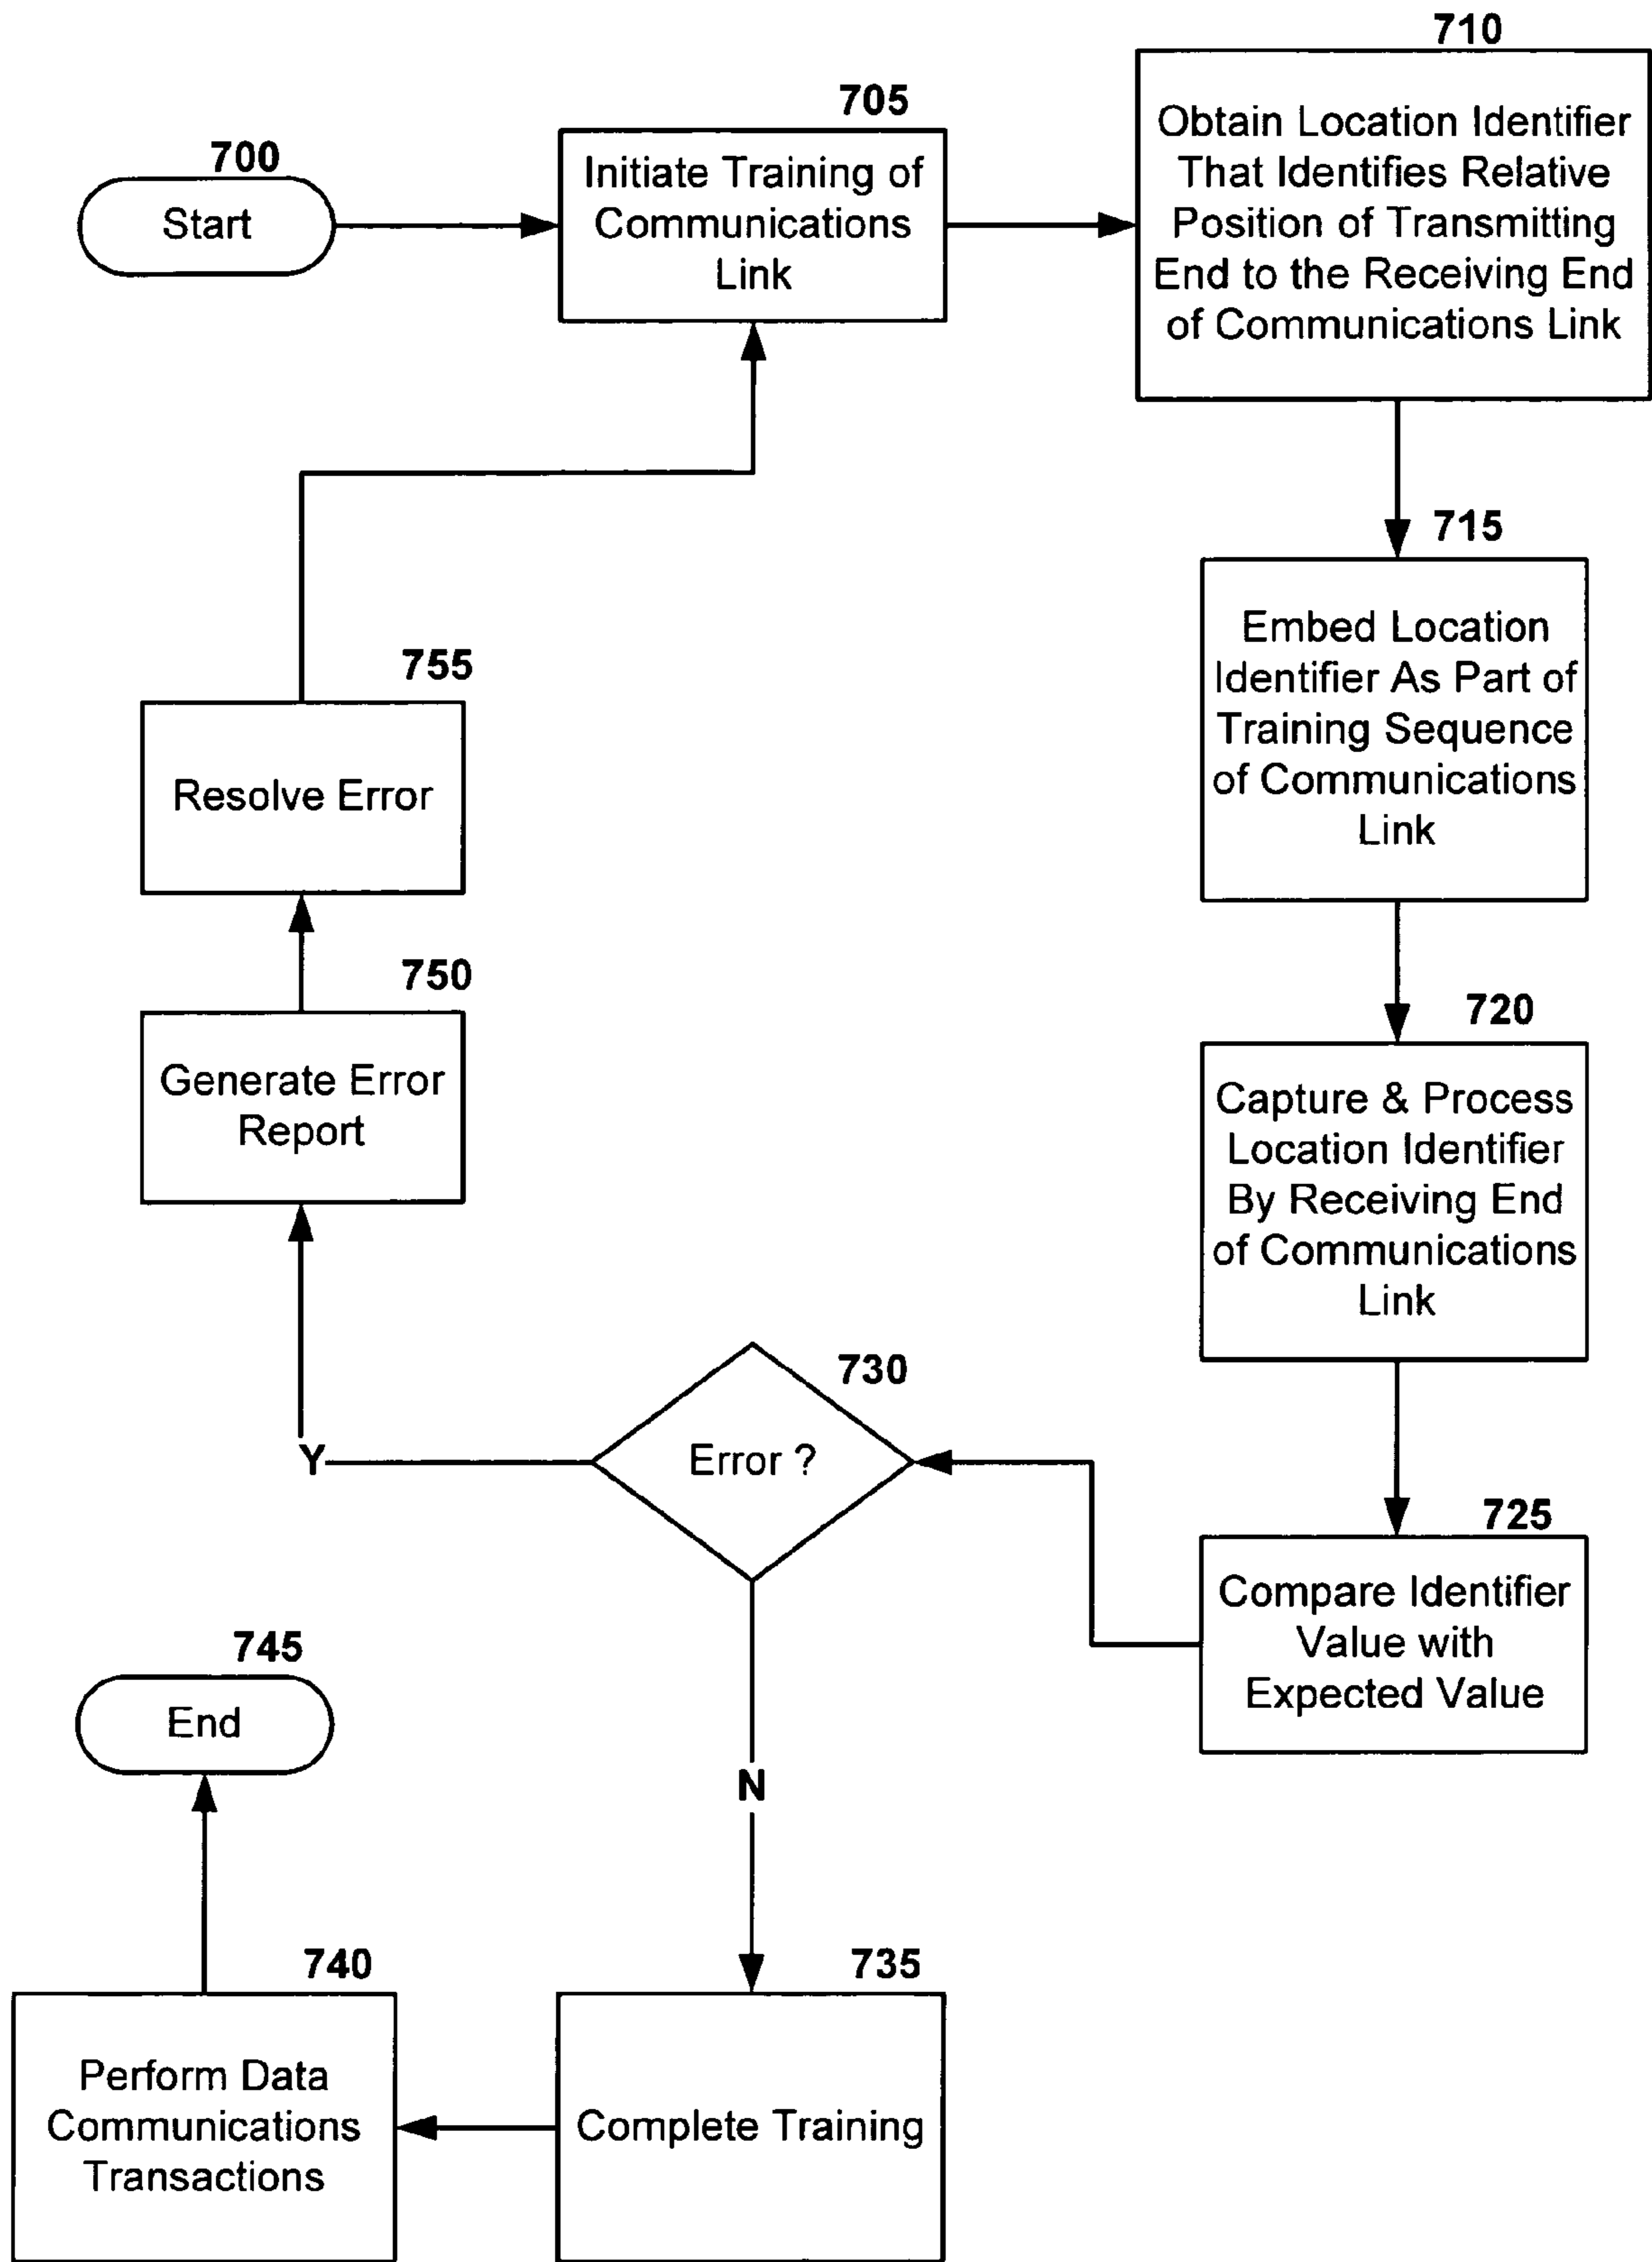 700
Start
705
Initiate Training of
Communications
Link
710
Obtain Location Identifier
That Identifies Relative
Position of Transmitting
End to the Receiving End
of Communications Link
715
Embed Location
Identifier As Part of
Training Sequence
of Communications
Link
720
Capture & Process
Location Identifier
By Receiving End
of Communications
Link
725
Compare Identifier
Value with
Expected Value
730
Error ?
Y
N
750
Generate Error
Report
755
Resolve Error
735
Complete Training
740
Perform Data
Communications
Transactions
745
End